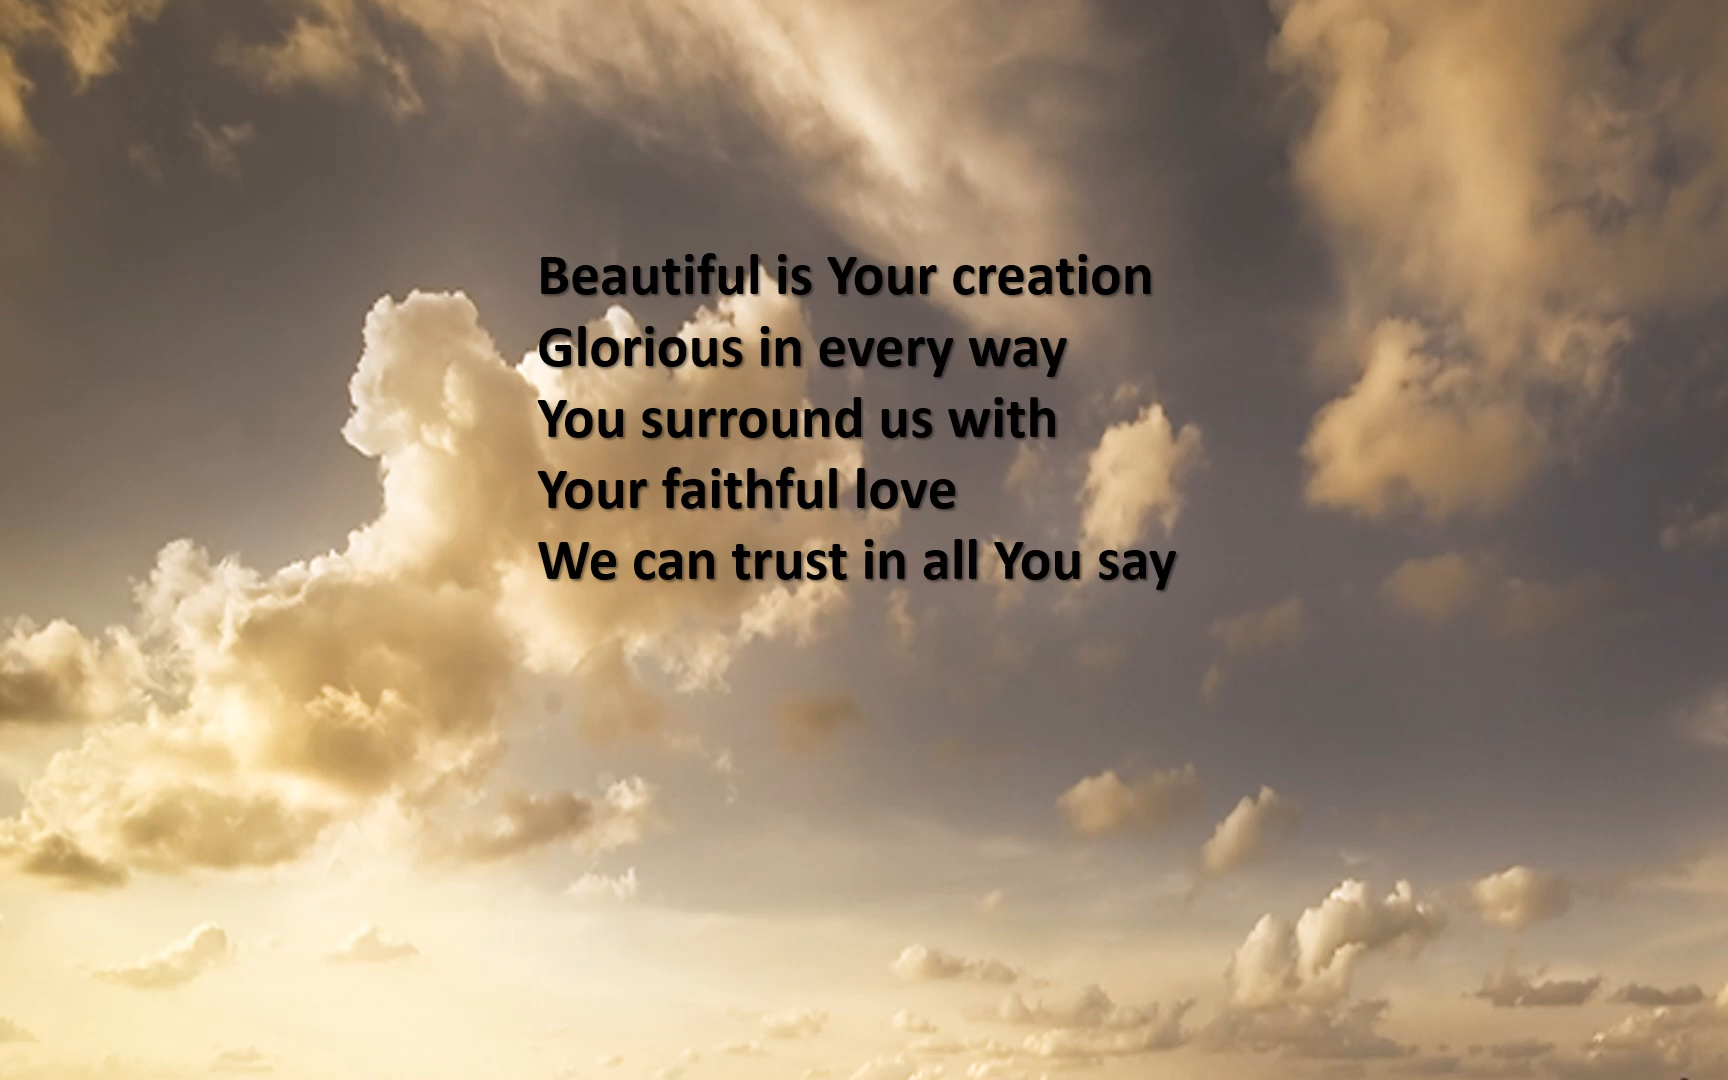 Beautiful is Your creation
Glorious in every way
You surround us with
Your faithful love
We can trust in all You say